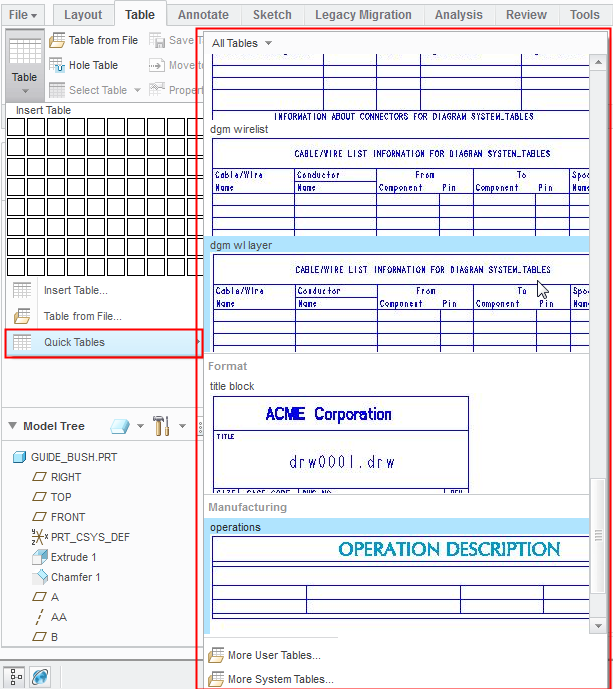 File
Layout
Table
Annotate
Sketch
Legacy Migration
Analysis
Review
Tools
Table
Table from File
Hole Table
Select Table
Save T
Move to
Propert
Insert Table
Insert Table...
Table from File...
Quick Tables
All Tables
INFORMATION ABOUT CONNECTORS FOR DIAGRAM SYSTEM_TABLES
dgm wirelist
CABLE/WIRE LIST INFORMATION FOR DIAGRAN SYSTEM_TABLES
Cable/Wire Conductor From To Spoo
Name Name Component Pin Component Pin Name
dgm wl layer
CABLE/WIRE LIST INFORMATION FOR DIAGRAN SYSTEM_TABLES
Cable/Wire Conductor From To Spoo
Name Name Component Pin Component Pin Name
Format
title block
ACME Corporation
TITLE
drw0001.drw
SIZE CAGE CODE DWG NO REV
Manufacturing
operations
OPERATION DESCRIPTION
More User Tables...
More System Tables...
Model Tree
GUIDE_BUSH.PRT
RIGHT
TOP
FRONT
PRT_CSYS_DEF
Extrude 1
Chamfer 1
A
AA
B